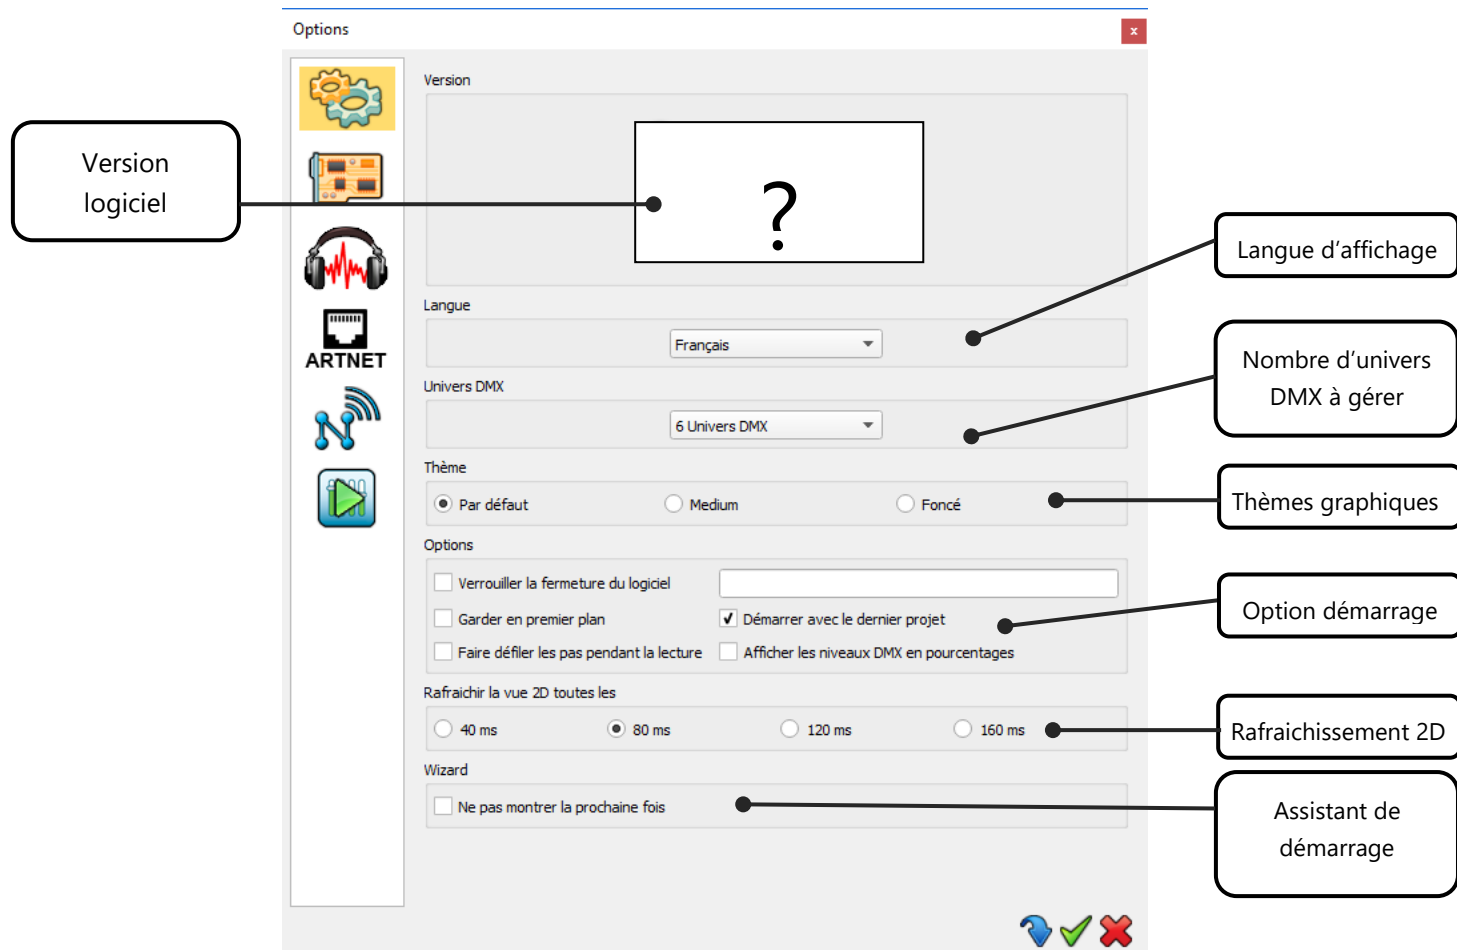 Options
x
Version
Version
logiciel
?
Langue d'affichage
Langue
Français
ARTNET
Nombre d'univers
DMX à gérer
Univers DMX
6 Univers DMX
Thème
Par défaut Medium Foncé
Thèmes graphiques
Options
Verrouiller la fermeture du logiciel
Garder en premier plan Démarrer avec le dernier projet
Option démarrage
Faire défiler les pas pendant la lecture Afficher les niveaux DMX en pourcentages
Rafraichir la vue 2D toutes les
40 ms 80 ms 120 ms 160 ms
Rafraichissement 2D
Wizard
Ne pas montrer la prochaine fois
Assistant de
démarrage